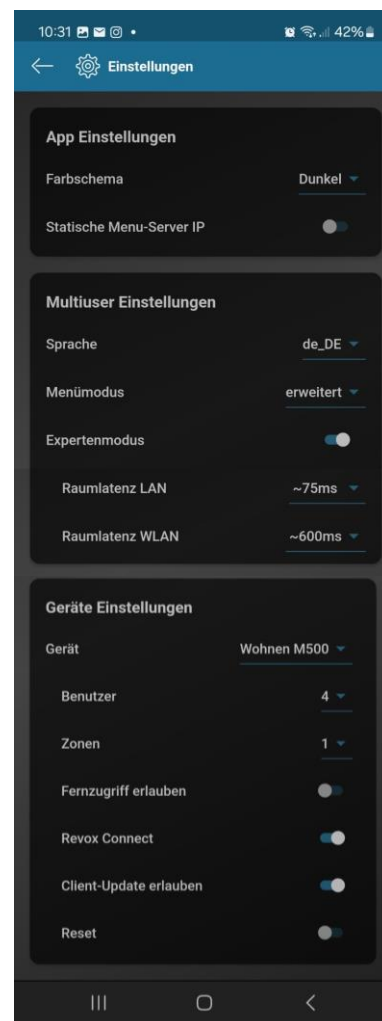 10:31
42%
Einstellungen
App Einstellungen
Farbschema Dunkel
Statische Menu-Server IP
Multiuser Einstellungen
Sprache de_DE
Menümodus erweitert
Expertenmodus
Raumlatenz LAN ~75ms
Raumlatenz WLAN ~600ms
Geräte Einstellungen
Gerät Wohnen M500
Benutzer 4
Zonen 1
Fernzugriff erlauben
Revox Connect
Client-Update erlauben
Reset